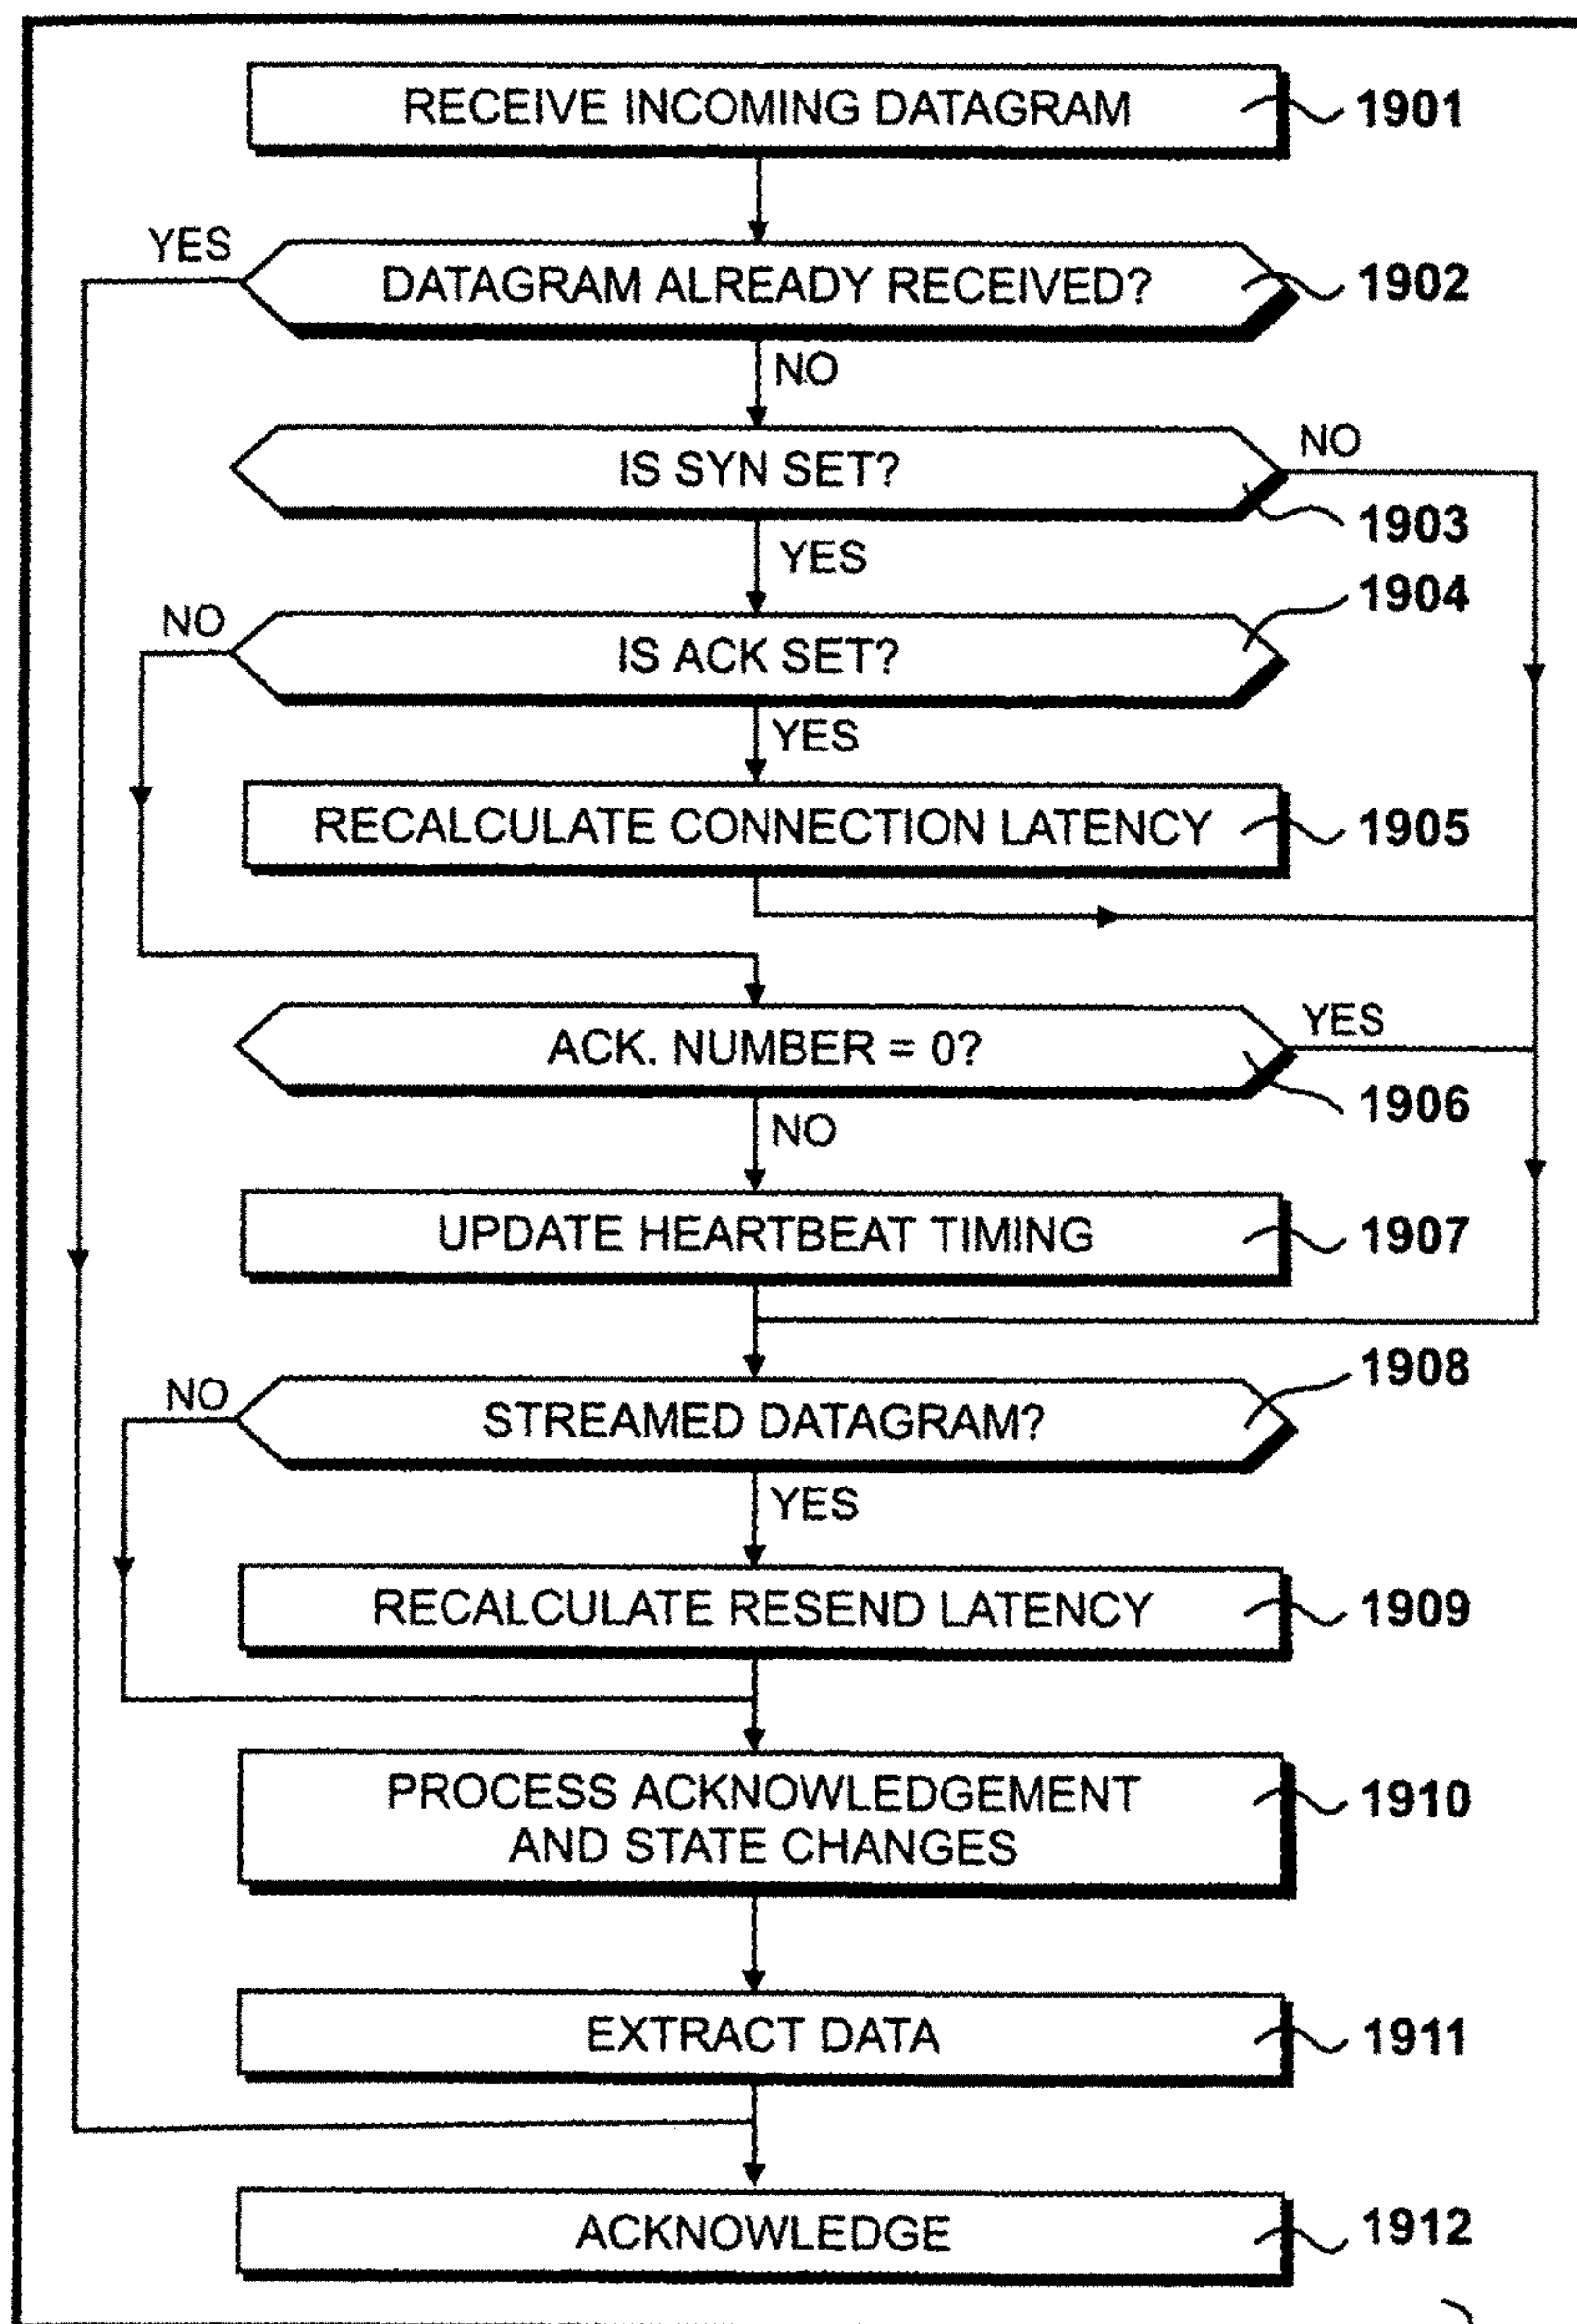 RECEIVE INCOMING DATAGRAM 1901
YES
DATAGRAM ALREADY RECEIVED? 1902
NO
IS SYN SET? NO
1903
YES
1904
NO
IS ACK SET?
YES
RECALCULATE CONNECTION LATENCY 1905
ACK. NUMBER = 0? YES
1906
NO
UPDATE HEARTBEAT TIMING 1907
1908
NO
STREAMED DATAGRAM?
YES
RECALCULATE RESEND LATENCY 1909
PROCESS ACKNOWLEDGEMENT 1910
AND STATE CHANGES
EXTRACT DATA 1911
ACKNOWLEDGE 1912